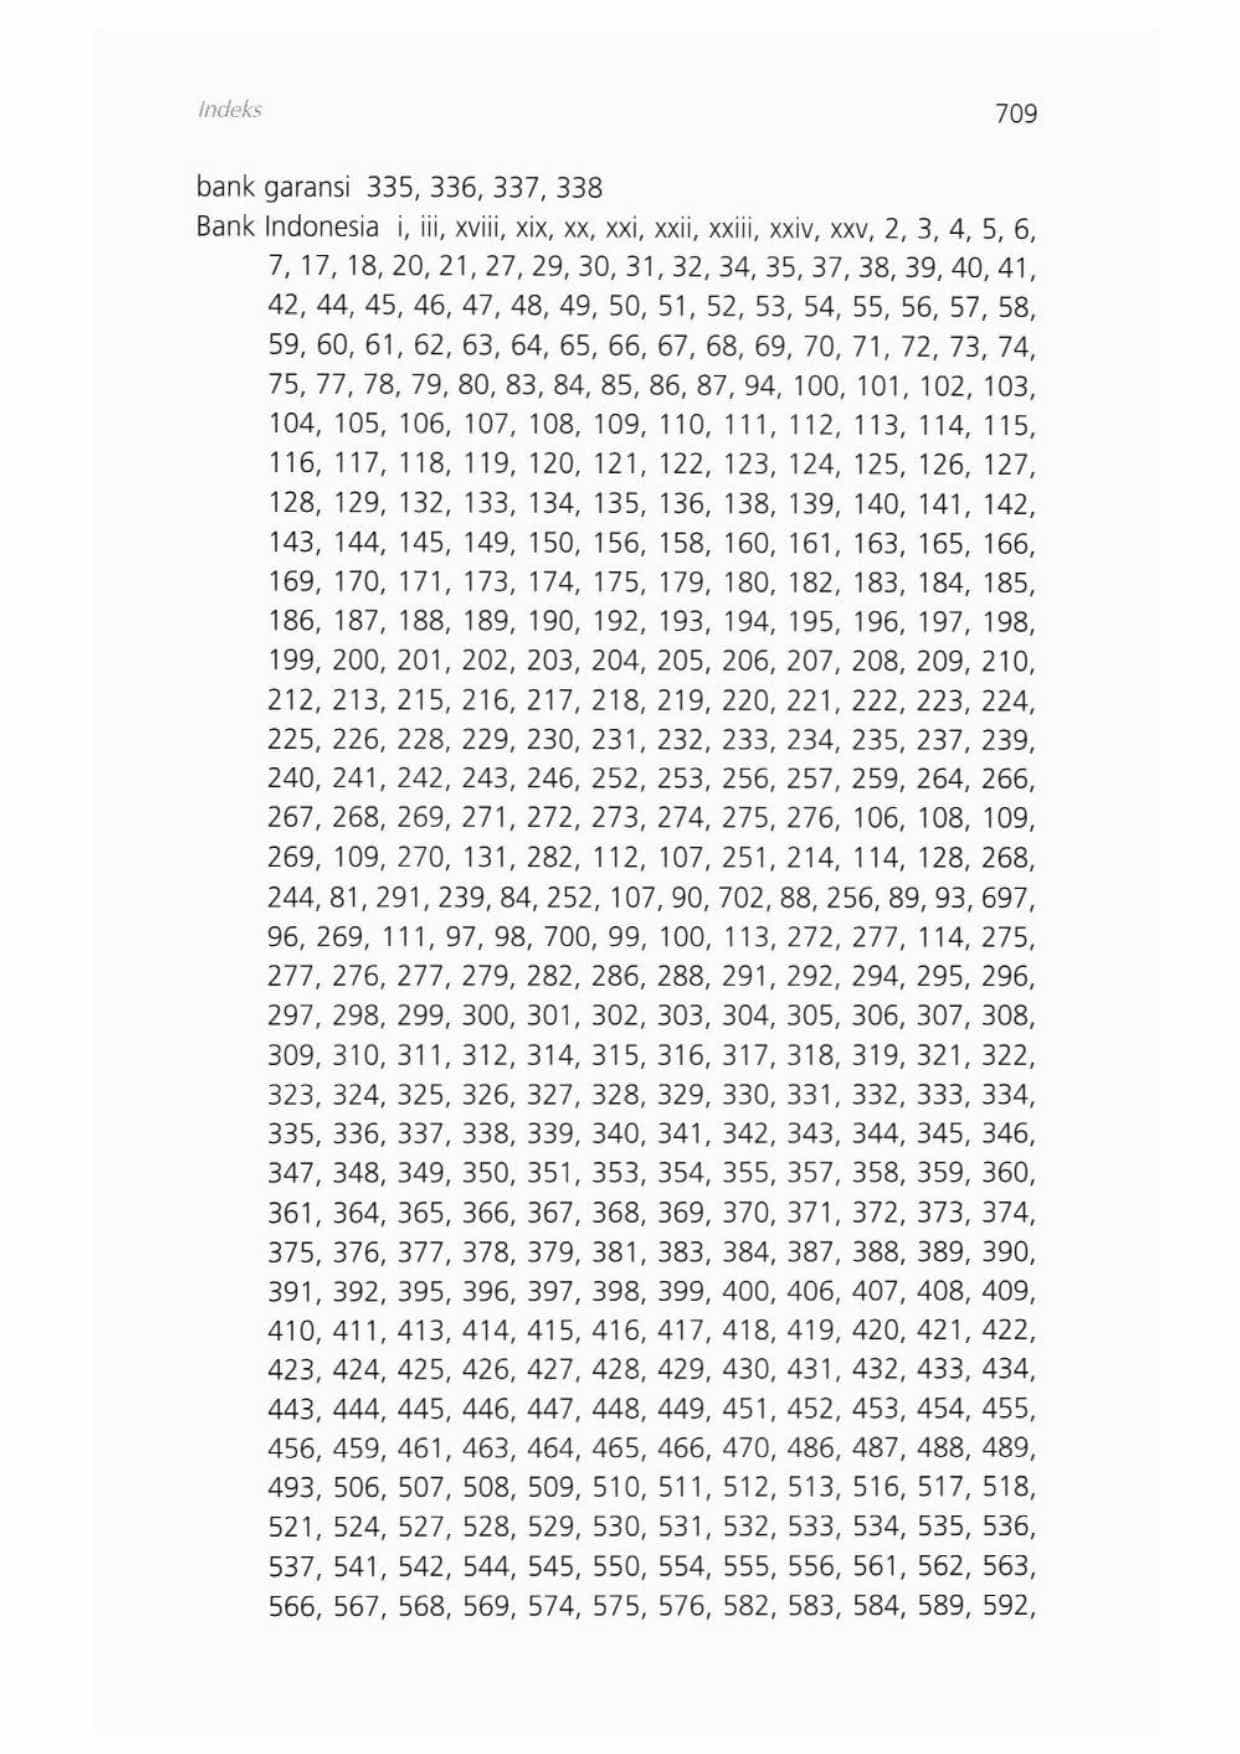 Indeks 709
bank garansi 335, 336, 337, 338
Bank Indonesia i, iii, xviii, xix, xx, xxi, xxii, xxiii, xxiv, xxv, 2, 3, 4, 5, 6,
7, 17, 18, 20, 21, 27, 29, 30, 31, 32, 34, 35, 37, 38, 39, 40, 41,
42, 44, 45, 46, 47, 48, 49, 50, 51, 52, 53, 54, 55, 56, 57, 58,
59, 60, 61, 62, 63, 64, 65, 66, 67, 68, 69, 70, 71, 72, 73, 74,
75, 77, 78, 79, 80, 83, 84, 85, 86, 87, 94, 100, 101, 102, 103,
104, 105, 106, 107, 108, 109, 110, 111, 112, 113, 114, 115,
116, 117, 118, 119, 120, 121, 122, 123, 124, 125, 126, 127,
128, 129, 132, 133, 134, 135, 136, 138, 139, 140, 141, 142,
143, 144, 145, 149, 150, 156, 158, 160, 161, 163, 165, 166,
169, 170, 171, 173, 174, 175, 179, 180, 182, 183, 184, 185,
186, 187, 188, 189, 190, 192, 193, 194, 195, 196, 197, 198,
199, 200, 201, 202, 203, 204, 205, 206, 207, 208, 209, 210,
212, 213, 215, 216, 217, 218, 219, 220, 221, 222, 223, 224,
225, 226, 228, 229, 230, 231, 232, 233, 234, 235, 237, 239,
240, 241, 242, 243, 246, 252, 253, 256, 257, 259, 264, 266,
267, 268, 269, 271, 272, 273, 274, 275, 276, 106, 108, 109,
269, 109, 270, 131, 282, 112, 107, 251, 214, 114, 128, 268,
244, 81, 291, 239, 84, 252, 107, 90, 702, 88, 256, 89, 93, 697,
96, 269, 111, 97, 98, 700, 99, 100, 113, 272, 277, 114, 275,
277, 276, 277, 279, 282, 286, 288, 291, 292, 294, 295, 296,
297, 298, 299, 300, 301, 302, 303, 304, 305, 306, 307, 308,
309, 310, 311, 312, 314, 315, 316, 317, 318, 319, 321, 322,
323, 324, 325, 326, 327, 328, 329, 330, 331, 332, 333, 334,
335, 336, 337, 338, 339, 340, 341, 342, 343, 344, 345, 346,
347, 348, 349, 350, 351, 353, 354, 355, 357, 358, 359, 360,
361, 364, 365, 366, 367, 368, 369, 370, 371, 372, 373, 374,
375, 376, 377, 378, 379, 381, 383, 384, 387, 388, 389, 390,
391, 392, 395, 396, 397, 398, 399, 400, 406, 407, 408, 409,
410, 411, 413, 414, 415, 416, 417, 418, 419, 420, 421, 422,
423, 424, 425, 426, 427, 428, 429, 430, 431, 432, 433, 434,
443, 444, 445, 446, 447, 448, 449, 451, 452, 453, 454, 455,
456, 459, 461, 463, 464, 465, 466, 470, 486, 487, 488, 489,
493, 506, 507, 508, 509, 510, 511, 512, 513, 516, 517, 518,
521, 524, 527, 528, 529, 530, 531, 532, 533, 534, 535, 536,
537, 541, 542, 544, 545, 550, 554, 555, 556, 561, 562, 563,
566, 567, 568, 569, 574, 575, 576, 582, 583, 584, 589, 592,